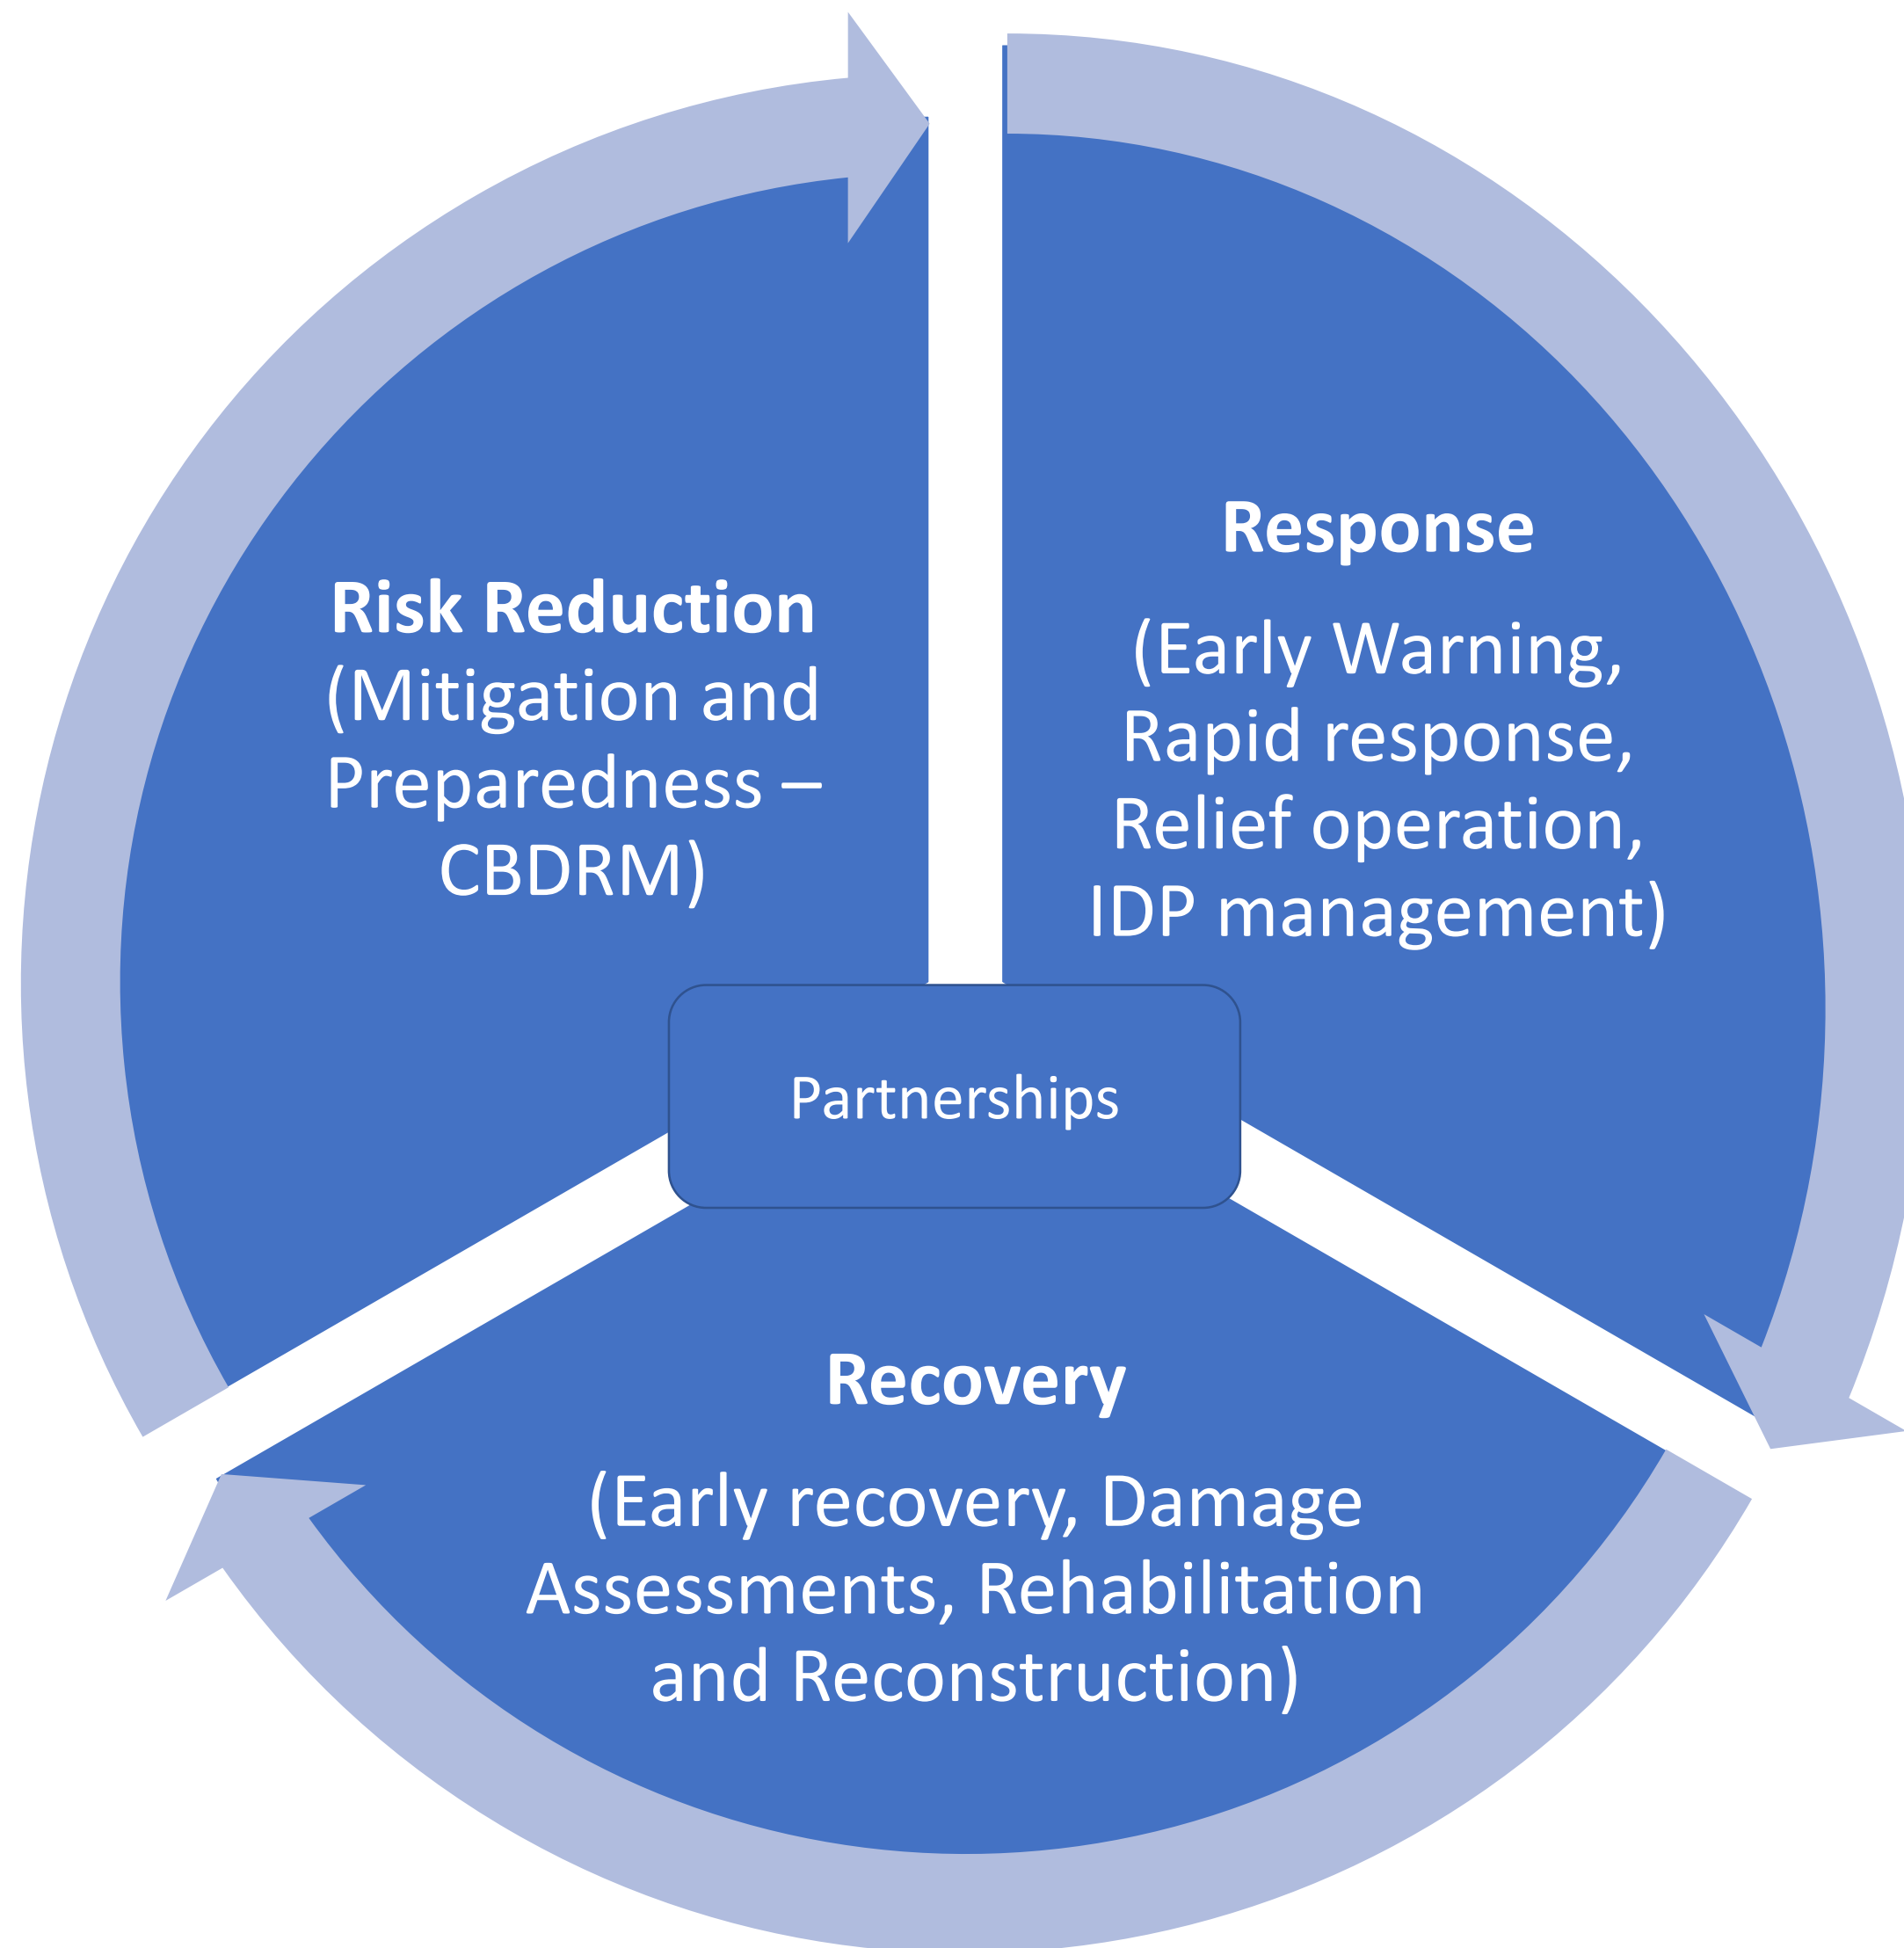 Risk Reduction
(Mitigation and
Preparedness –
CBDRM)
Response
(Early Warning,
Rapid response,
Relief operation,
IDP management)
Partnerships
Recovery
(Early recovery, Damage
Assessments, Rehabilitation
and Reconstruction)